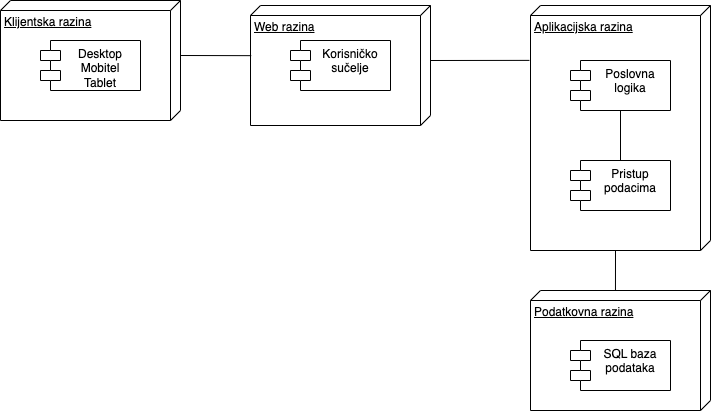 Klijentska razina
Desktop
Mobitel
Tablet
Web razina
Korisničko
sučelje
Aplikacijska razina
Poslovna
logika
Pristup
podacima
Podatkovna razina
SQL baza
podataka